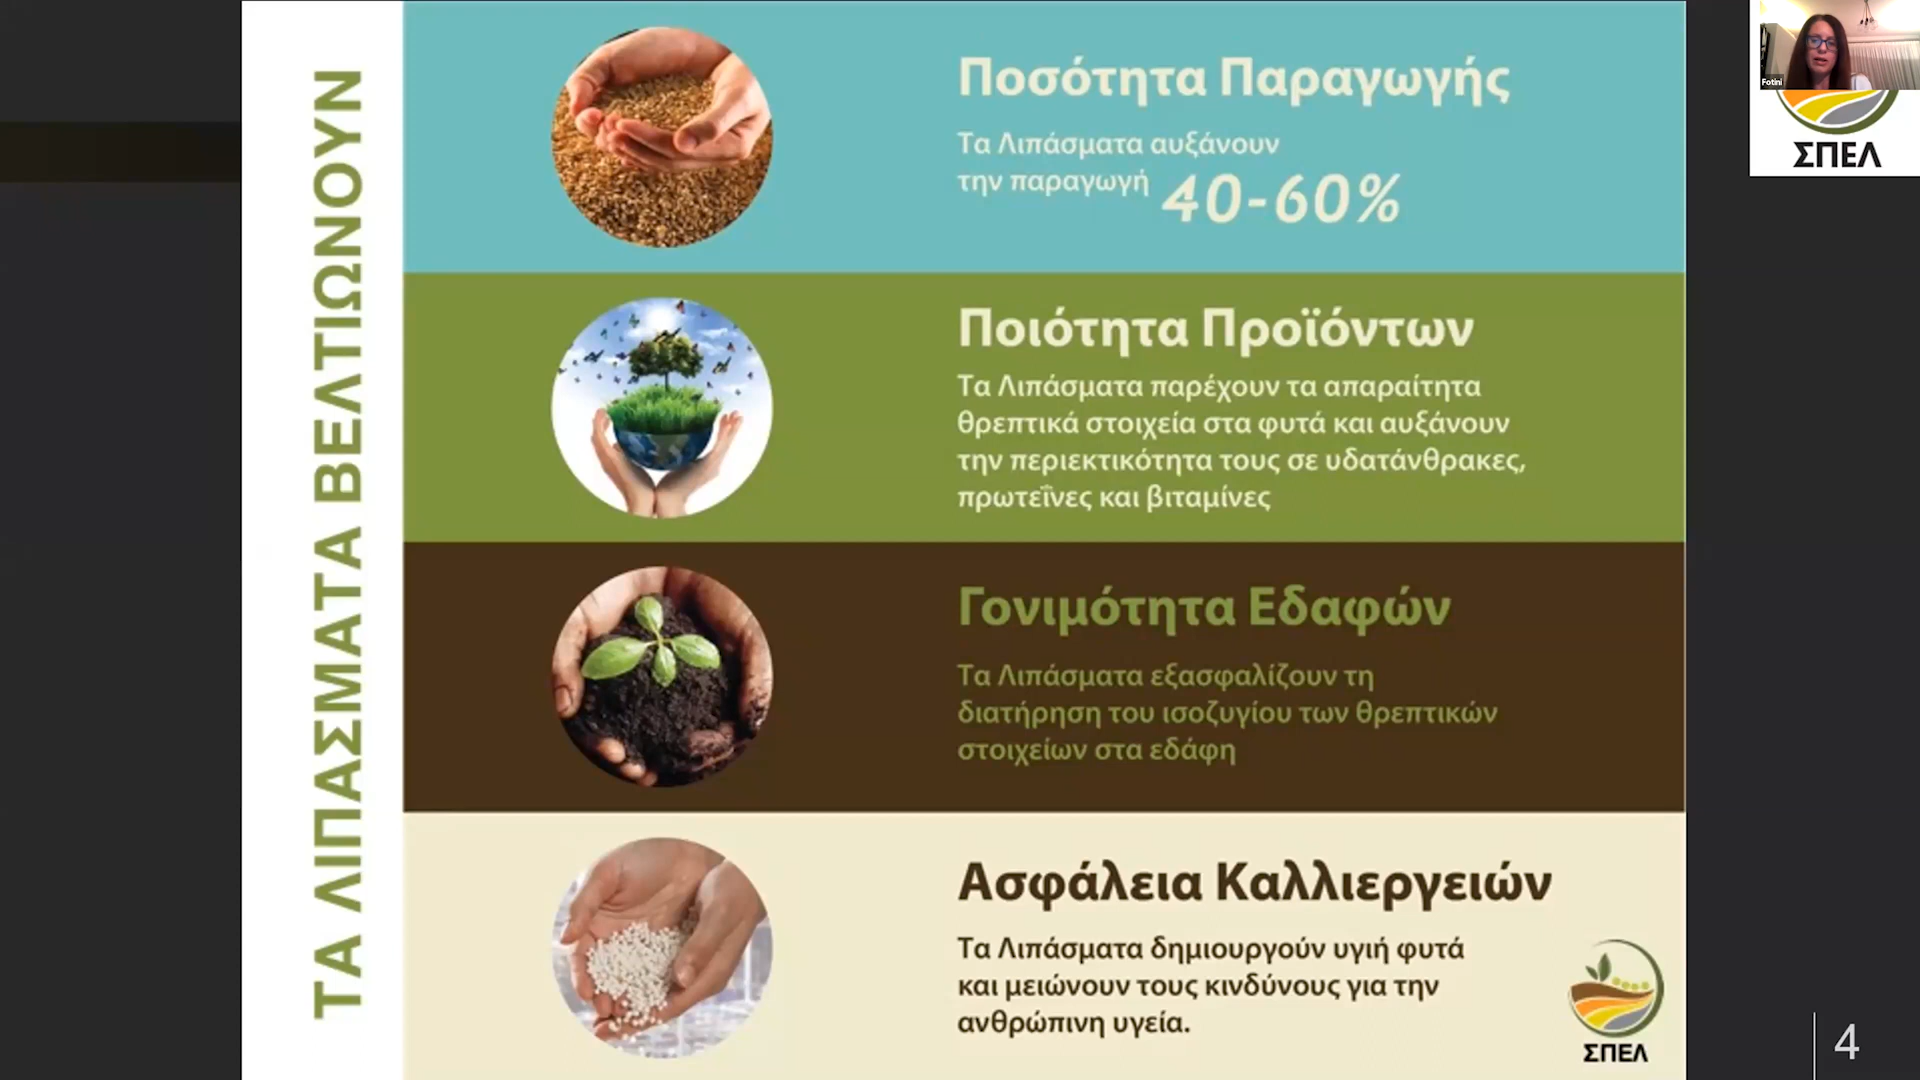 ΤΑ ΛΙΠΑΣΜΑΤΑ ΒΕΛΤΙΩΝΟΥΝ
Ποσότητα Παραγωγής
Τα Λιπάσματα αυξάνουν
την παραγωγή 40-60%
Ποιότητα Προϊόντων
Τα Λιπάσματα παρέχουν τα απαραίτητα
θρεπτικά στοιχεία στα φυτά και αυξάνουν
την περιεκτικότητα τους σε υδατάνθρακες,
πρωτεΐνες και βιταμίνες
Γονιμότητα Εδαφών
Τα Λιπάσματα εξασφαλίζουν τη
διατήρηση του ισοζυγίου των θρεπτικών
στοιχείων στα εδάφη
Ασφάλεια Καλλιεργειών
Τα Λιπάσματα δημιουργούν υγιή φυτά
και μειώνουν τους κινδύνους για την
ανθρώπινη υγεία.
ΣΠΕΛ
Fotini
ΣΠΕΛ
4